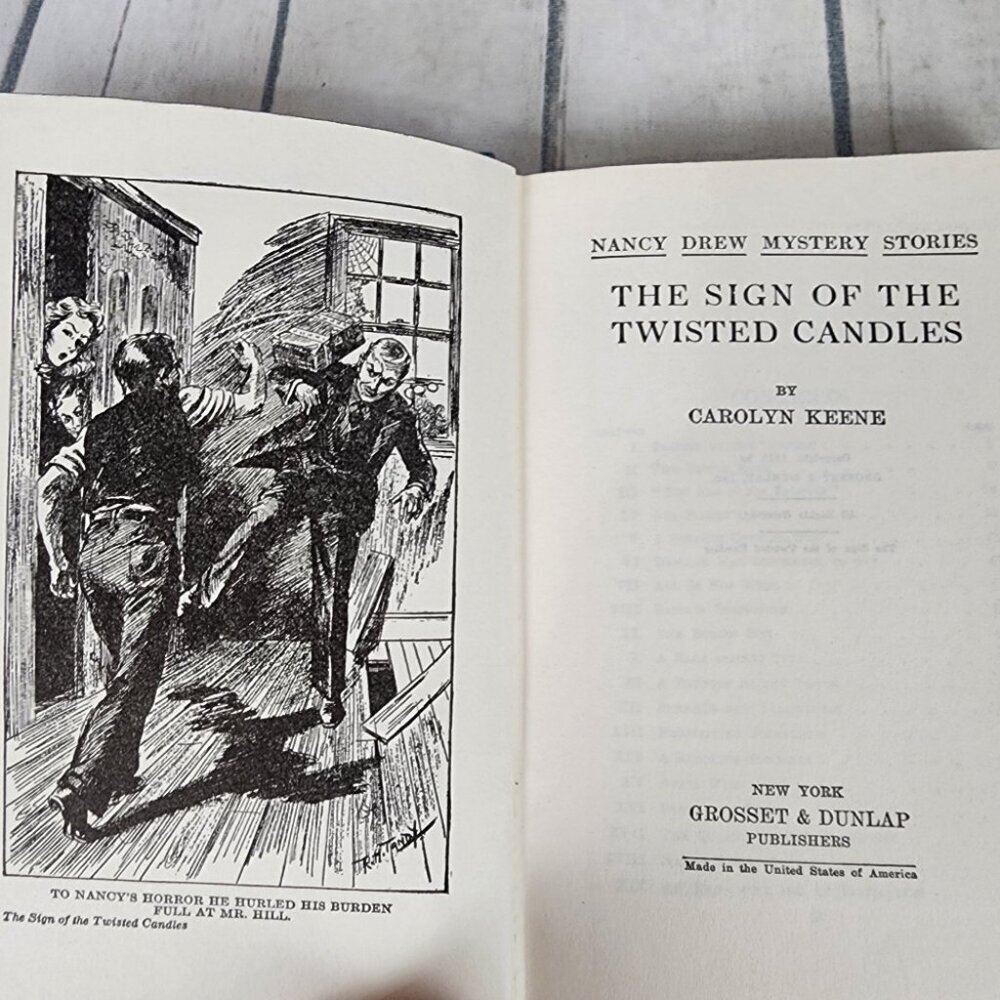 R.H. TANDY
TO NANCY'S HORROR HE HURLED HIS BURDEN
FULL AT MR. HILL.
The Sign of the Twisted Candles
NANCY DREW MYSTERY STORIES
THE SIGN OF THE
TWISTED CANDLES
BY
CAROLYN KEENE
NEW YORK
GROSSET & DUNLAP
PUBLISHERS
Made in the United States of America